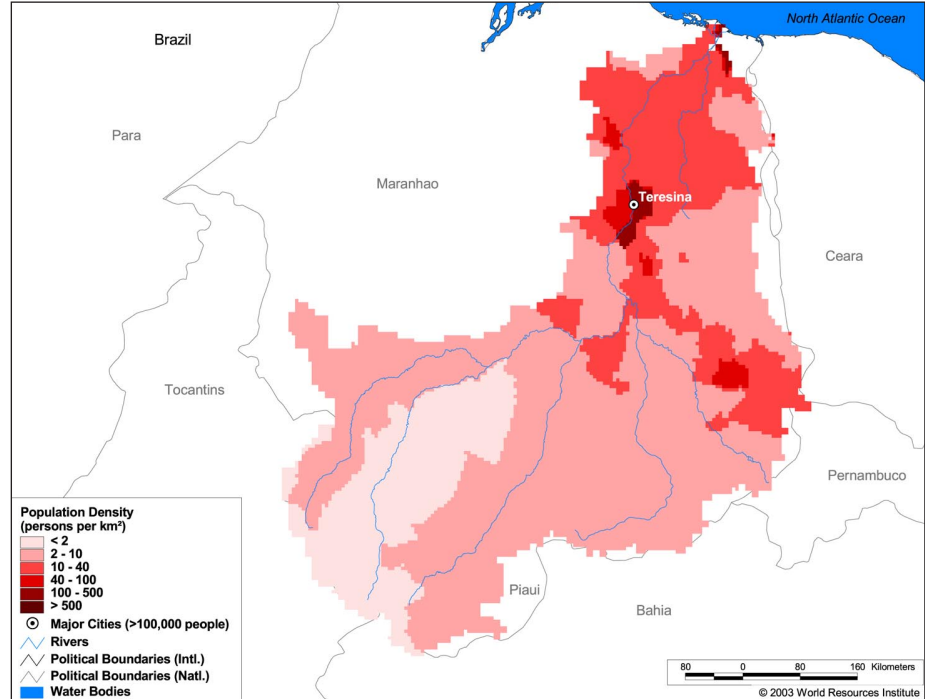 North Atlantic Ocean
Brazil
Para
Maranhao
Teresina
Ceara
Tocantins
Pernambuco
Piaui
Bahia
Population Density
(persons per km²)
< 2
2 - 10
10 - 40
40 - 100
100 - 500
> 500
Major Cities (>100,000 people)
Rivers
Political Boundaries (Intl.)
Political Boundaries (Natl.)
Water Bodies
80 0 80 160 Kilometers
© 2003 World Resources Institute